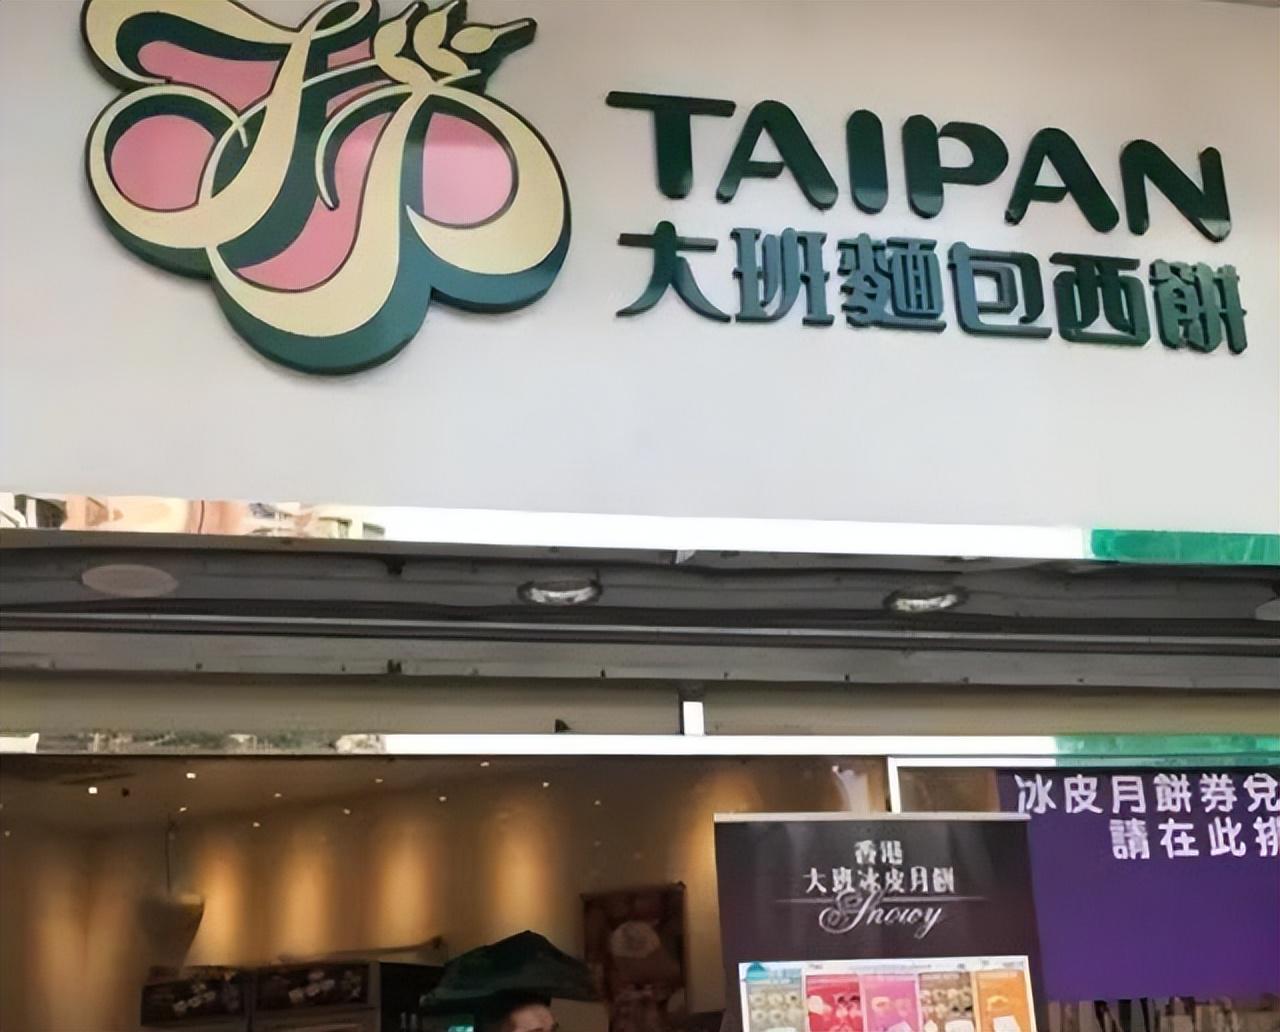 TAIPAN
大班麵包西餅
冰皮月餅券兌
請在此排
香港
大班冰皮月餅
Snowy